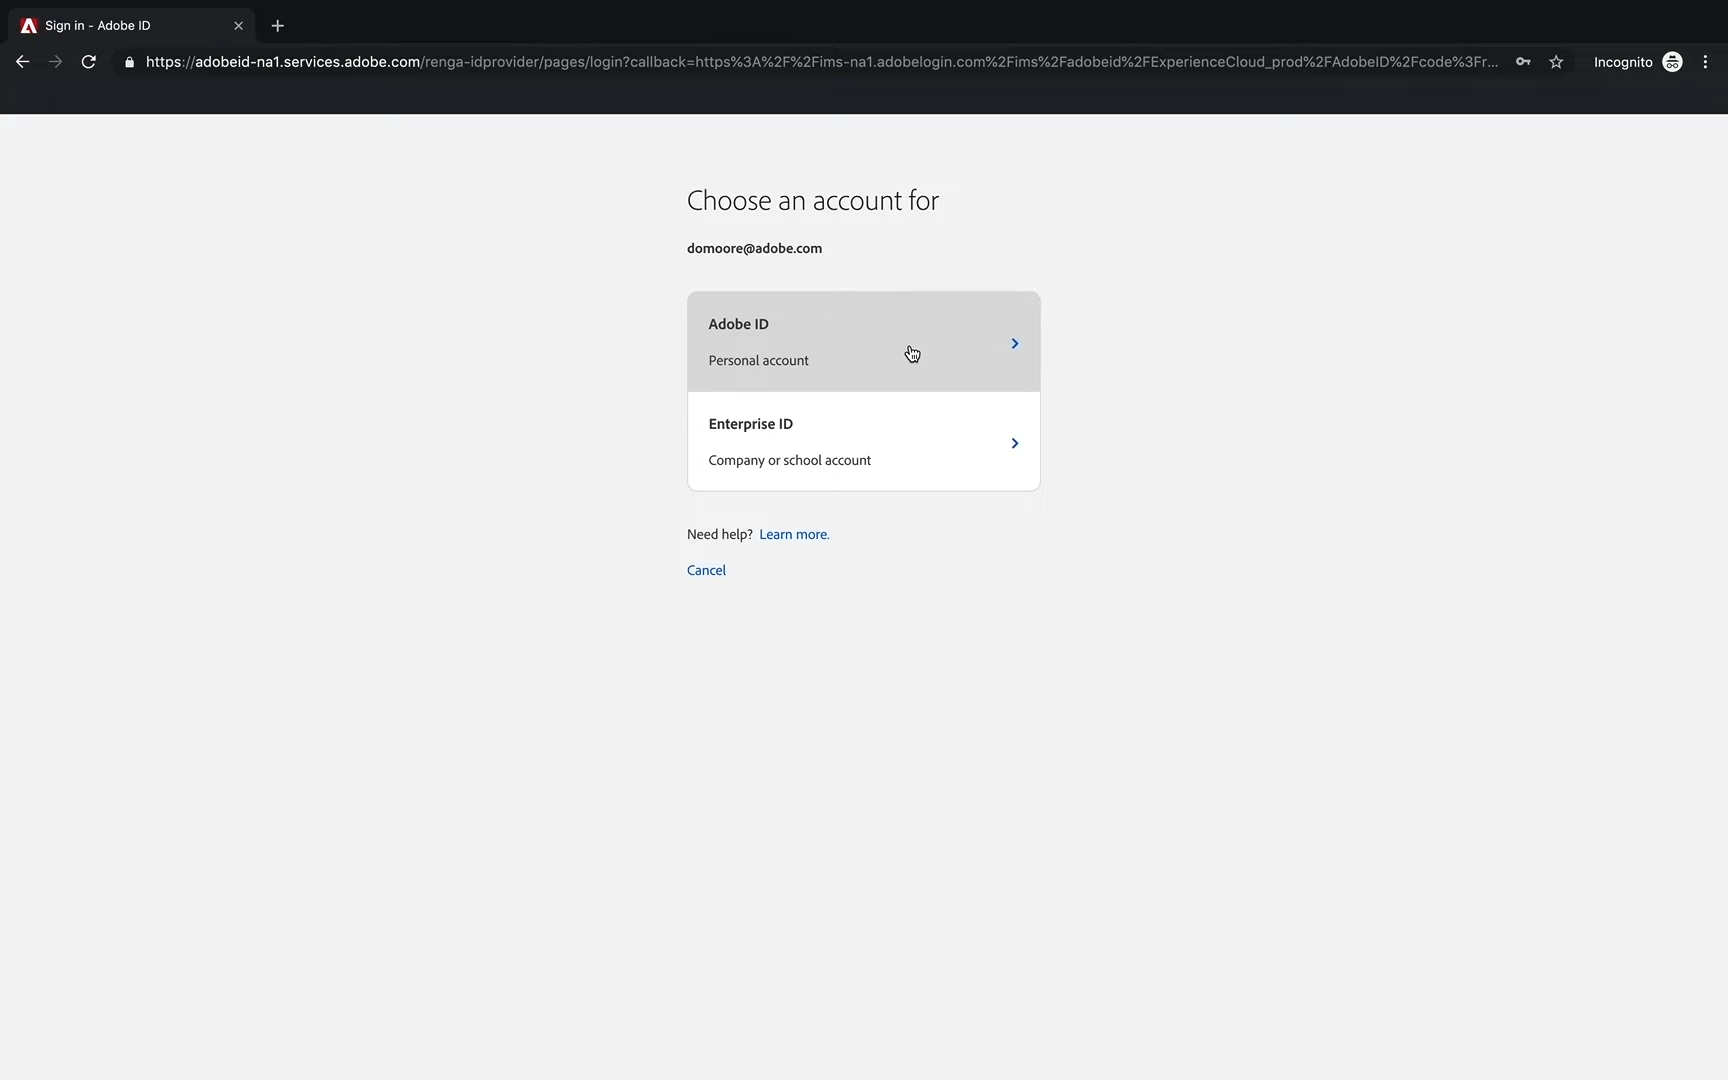 Sign in - Adobe ID
https://adobeid-na1.services.adobe.com/renga-idprovider/pages/login?callback=https%3A%2F%2Fims-na1.adobelogin.com%2Fims%2Fadobeid%2FExperienceCloud_prod%2FAdobeID%2Fcode%3Fr...
Incognito
Choose an account for
domoore@adobe.com
Adobe ID
Personal account
Enterprise ID
Company or school account
Need help? Learn more.
Cancel